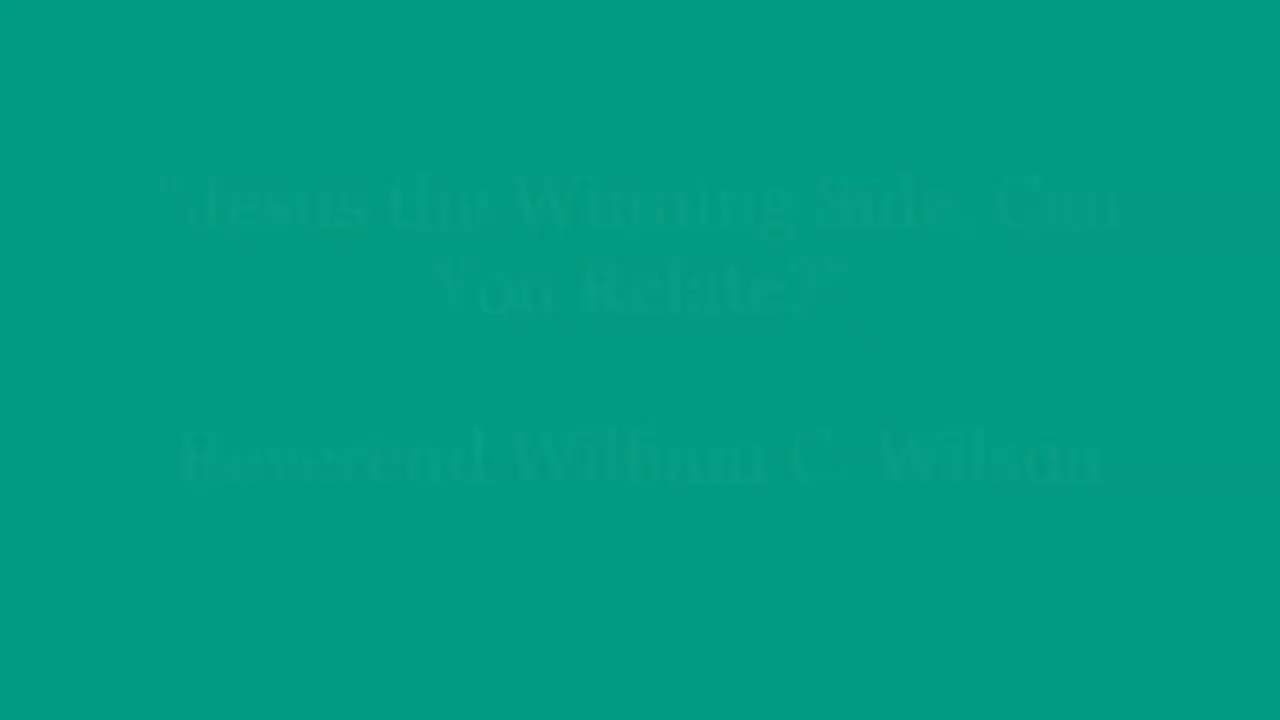 "Jesus the Winning Side, Can
You Relate?"
Reverend William C. Wilson